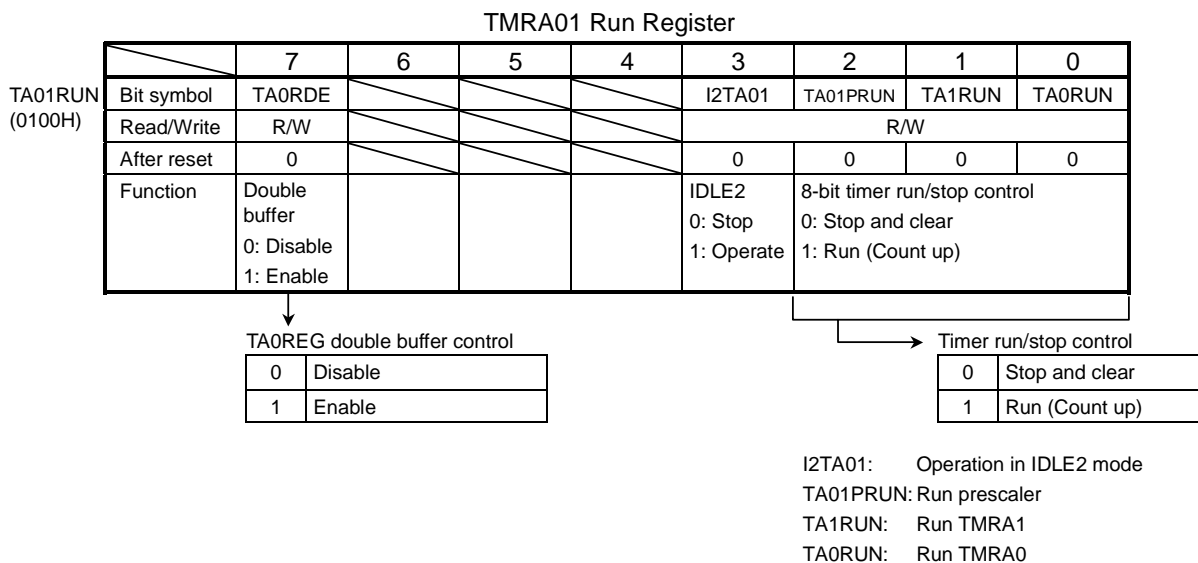 TMRA01 Run Register
7 6 5 4 3 2 1 0
TA01RUN Bit symbol TA0RDE I2TA01 TA01PRUN TA1RUN TA0RUN
(0100H) Read/Write R/W R/W
After reset 0 0 0 0 0
Function Double IDLE2 8-bit timer run/stop control
buffer 0: Stop 0: Stop and clear
0: Disable 1: Operate 1: Run (Count up)
1: Enable
TA0REG double buffer control Timer run/stop control
0 Disable 0 Stop and clear
1 Enable 1 Run (Count up)
I2TA01: Operation in IDLE2 mode
TA01PRUN: Run prescaler
TA1RUN: Run TMRA1
TA0RUN: Run TMRA0